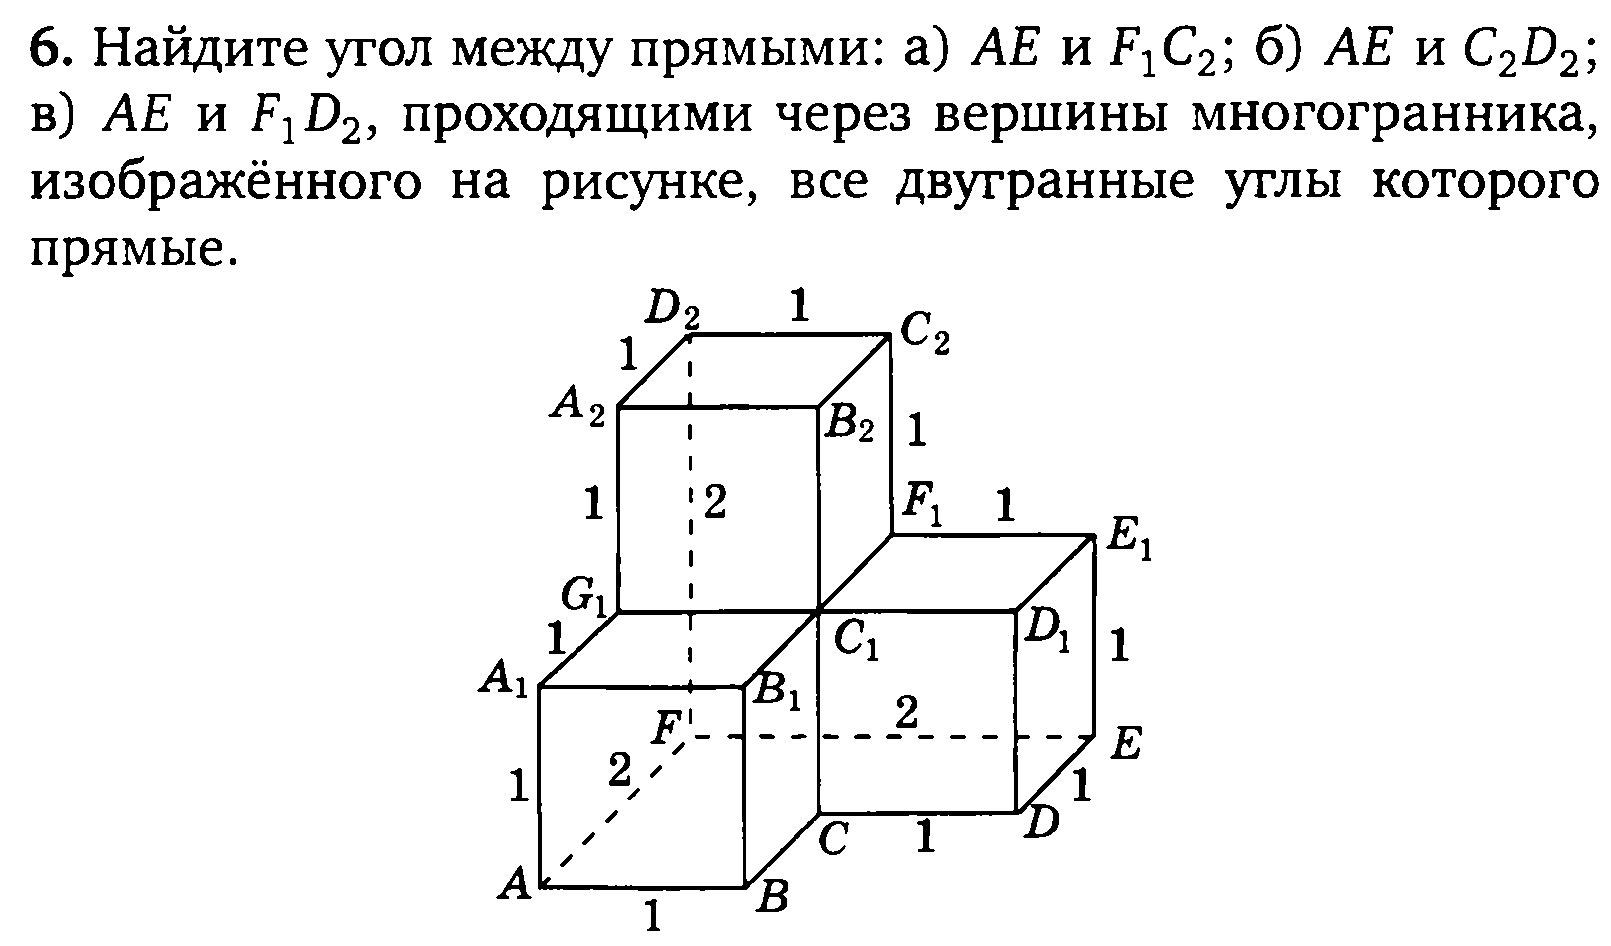 6. Найдите угол между прямыми: а) AE и F₁C₂; б) AE и C₂D₂;
в) AE и F₁D₂, проходящими через вершины многогранника,
изображённого на рисунке, все двугранные углы которого
прямые.
D₂ 1 C₂
1
A₂ B₂ 1
1 2 F₁ 1 E₁
G₁
1 C₁ D₁ 1
A₁ B₁
F 2 E
1 2 1
C 1 D
A 1 B